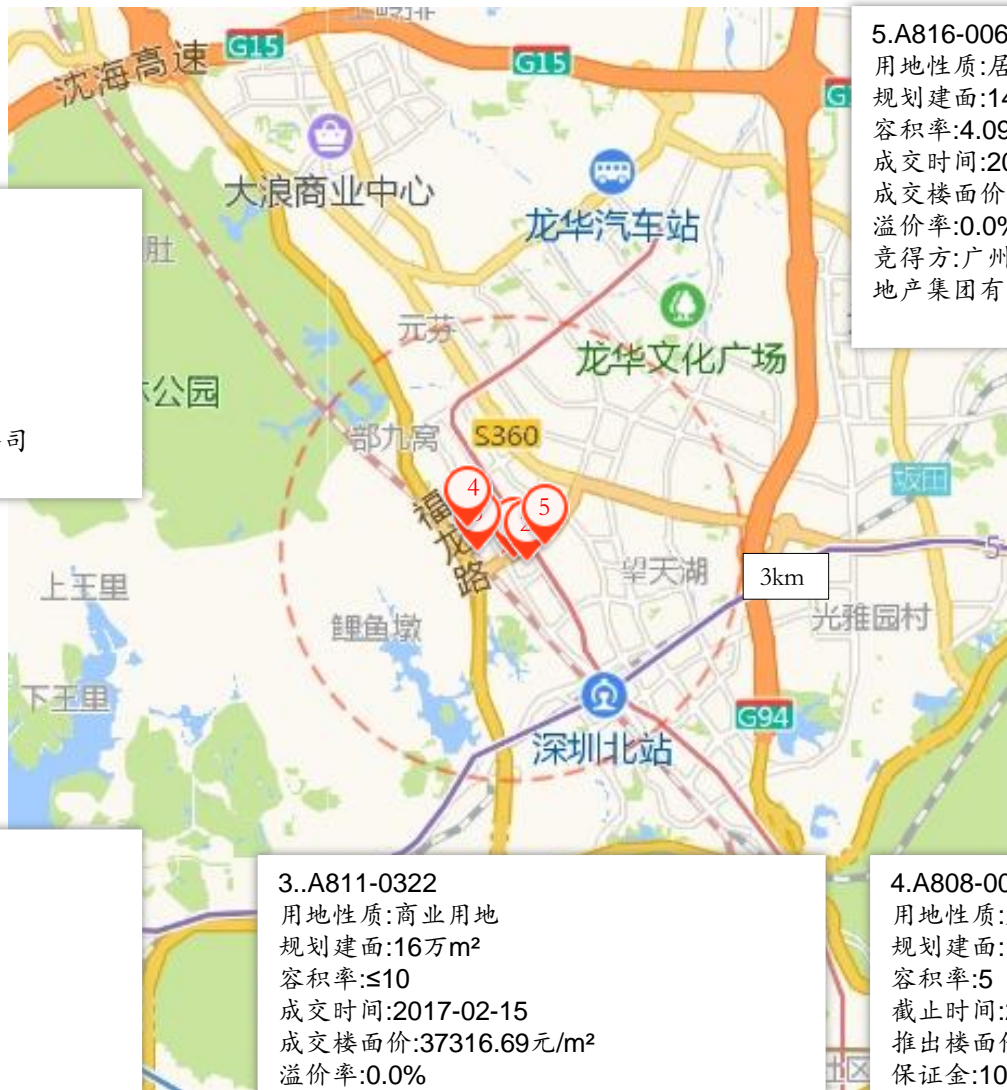 G15
G15
沈海高速
大浪商业中心
龙华汽车站
肚
元芬
龙华文化广场
林公园
部九窝
S360
坂田
司
4
2
5
福龙路
望天湖
3km
5
上王里
鲤鱼墩
光雅园村
下王里
G94
深圳北站
5.A816-006
用地性质:居
规划建面:14
容积率:4.09
成交时间:20
成交楼面价
溢价率:0.0%
竞得方:广州
地产集团有
3..A811-0322
用地性质:商业用地
规划建面:16万m²
容积率:≤10
成交时间:2017-02-15
成交楼面价:37316.69元/m²
溢价率:0.0%
4.A808-00
用地性质:
规划建面:
容积率:5
截止时间:2
推出楼面价
保证金:10
社区